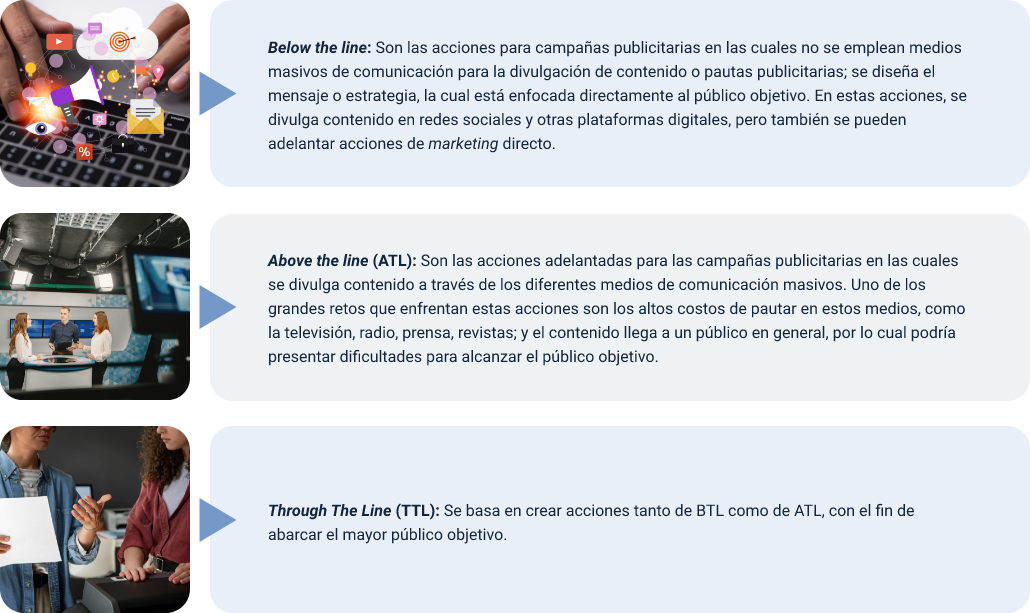 Below the line: Son las acciones para campañas publicitarias en las cuales no se emplean medios
masivos de comunicación para la divulgación de contenido o pautas publicitarias; se diseña el
mensaje o estrategia, la cual está enfocada directamente al público objetivo. En estas acciones, se
divulga contenido en redes sociales y otras plataformas digitales, pero también se pueden
adelantar acciones de marketing directo.
Above the line (ATL): Son las acciones adelantadas para las campañas publicitarias en las cuales
se divulga contenido a través de los diferentes medios de comunicación masivos. Uno de los
grandes retos que enfrentan estas acciones son los altos costos de pautar en estos medios, como
la televisión, radio, prensa, revistas; y el contenido llega a un público en general, por lo cual podría
presentar dificultades para alcanzar el público objetivo.
Through The Line (TTL): Se basa en crear acciones tanto de BTL como de ATL, con el fin de
abarcar el mayor público objetivo.